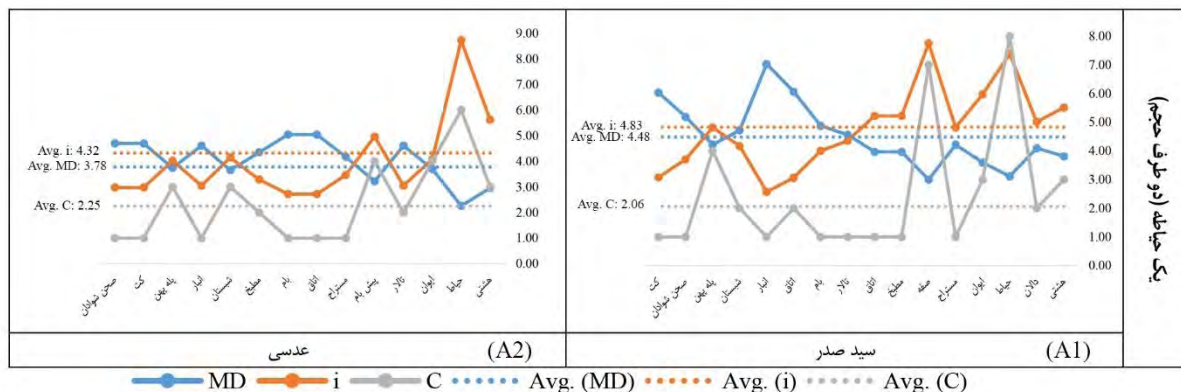 یک حیاطه (دو طرف حجم)
8.00
7.00
6.00
5.00
4.00
3.00
2.00
1.00
0.00
Avg. i: 4.83
Avg. MD: 4.48
Avg. C: 2.06
هشتی
دالان
حیاط
ایوان
مستراح
صفه
مطبخ
اتاق
تالار
بام
اتاق
انبار
شبستان
پله پهن
صحن شوادان
کت
(A1) سید صدر
9.00
8.00
7.00
6.00
5.00
4.00
3.00
2.00
1.00
0.00
Avg. i: 4.32
Avg. MD: 3.78
Avg. C: 2.25
هشتی
حیاط
ایوان
تالار
پیش بام
مستراح
اتاق
بام
مطبخ
شبستان
انبار
پله پهن
کت
صحن شوادان
(A2) عدسی
MD i C Avg. (MD) Avg. (i) Avg. (C)